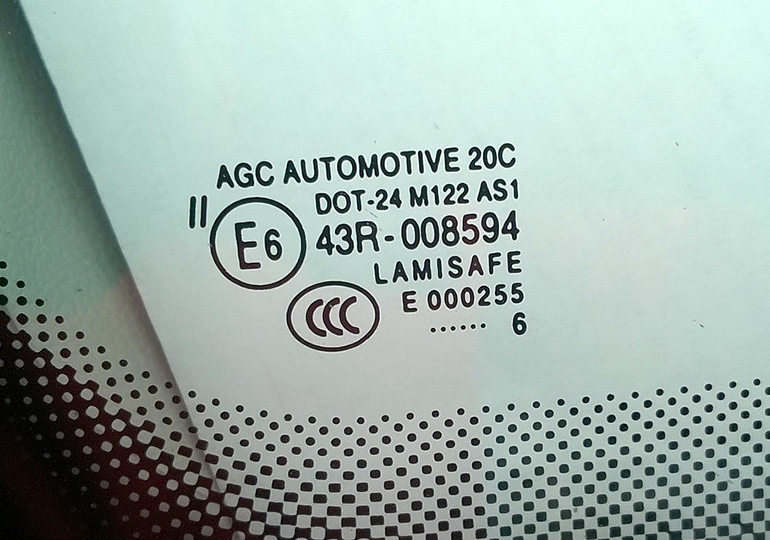 AGC AUTOMOTIVE 20C
DOT-24 M122 AS1
II
E6
43R-008594
LAMISAFE
E 000255
CCC
...... 6